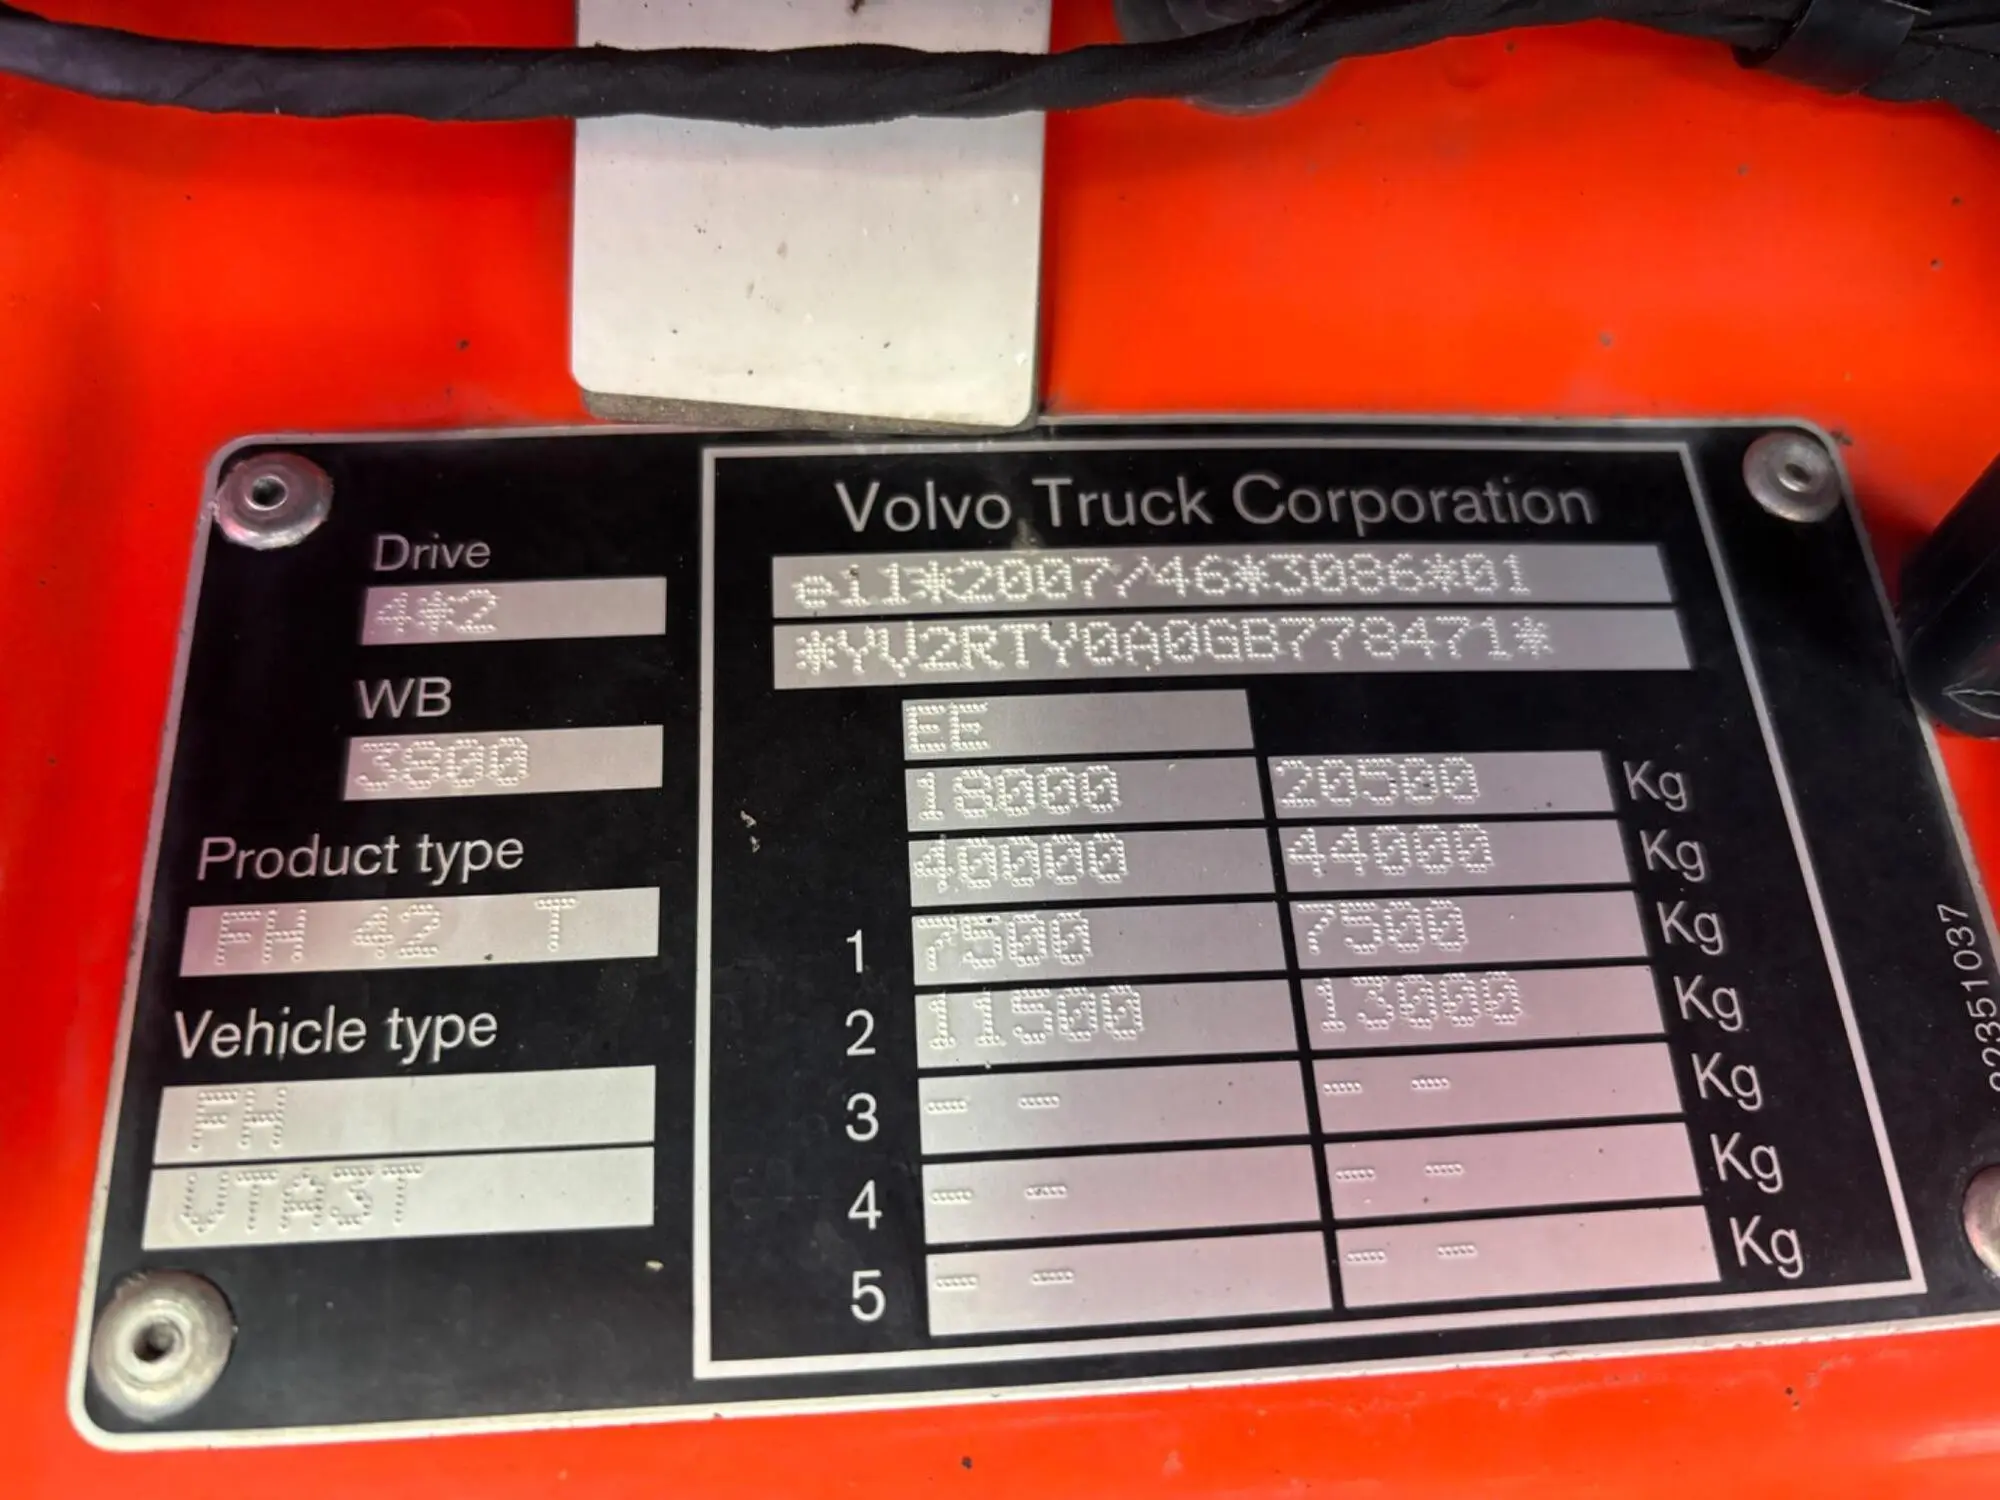 Drive
4*2
WB
3800
Product type
FH 42 T
Vehicle type
FH
VTA3T
Volvo Truck Corporation
e11*2007/46*3086*01
*YV2RTY0A0GB778471*
EE
18000 20500 Kg
40000 44000 Kg
1 7500 7500 Kg
2 11500 13000 Kg
3 - - - - Kg
4 - - - - Kg
5 - - - - Kg
22351037